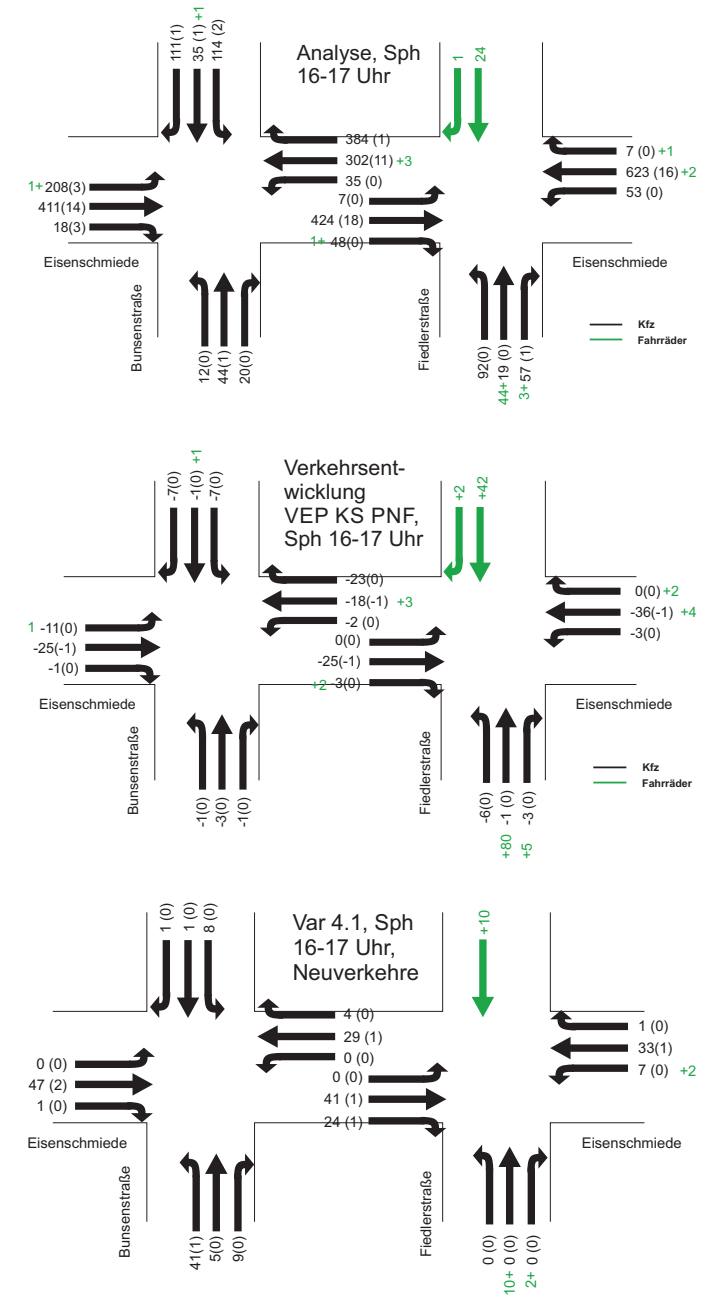 111(1)
35 (1) +1
114 (2)
Analyse, Sph
16-17 Uhr
1
24
384 (1)
302(11) +3
35 (0)
7 (0) +1
623 (16) +2
53 (0)
1+ 208(3)
411(14)
18(3)
7(0)
424 (18)
1+ 48(0)
Eisenschmiede
Eisenschmiede
Bunsenstraße
12(0)
44(1)
20(0)
Fiedlerstraße
92(0)
44+19 (0)
3+57 (1)
Kfz
Fahrräder
-7(0)
-1(0) +1
-7(0)
Verkehrsent-
wicklung
VEP KS PNF,
Sph 16-17 Uhr
+2
+42
-23(0)
-18(-1) +3
-2 (0)
0(0) +2
-36(-1) +4
-3(0)
1 -11(0)
-25(-1)
-1(0)
0(0)
-25(-1)
+2 -3(0)
Eisenschmiede
Eisenschmiede
Bunsenstraße
-1(0)
-3(0)
-1(0)
Fiedlerstraße
-6(0)
+80 -1 (0)
+5 -3 (0)
Kfz
Fahrräder
1 (0)
1 (0)
8 (0)
Var 4.1, Sph
16-17 Uhr,
Neuverkehre
+10
4 (0)
29 (1)
0 (0)
1 (0)
33(1)
7 (0) +2
0 (0)
47 (2)
1 (0)
0 (0)
41 (1)
24 (1)
Eisenschmiede
Eisenschmiede
Bunsenstraße
41(1)
5(0)
9(0)
Fiedlerstraße
0 (0)
10+ 0 (0)
2+ 0 (0)